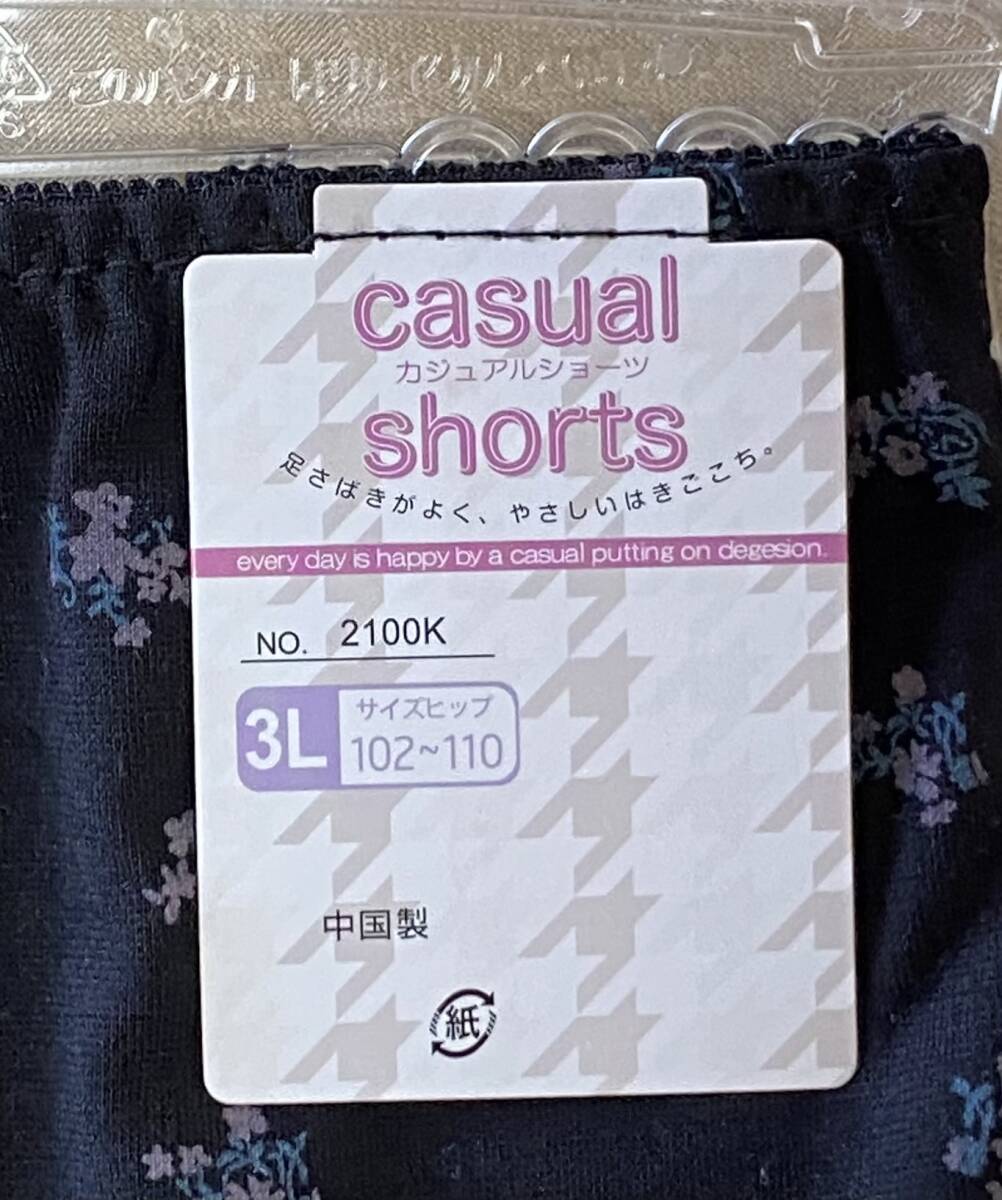 casual
カジュアルショーツ
shorts
足さばきがよく、やさしいはきごこち。
every day is happy by a casual putting on degesion.
NO. 2100K
3L
サイズヒップ
102~110
中国製
紙